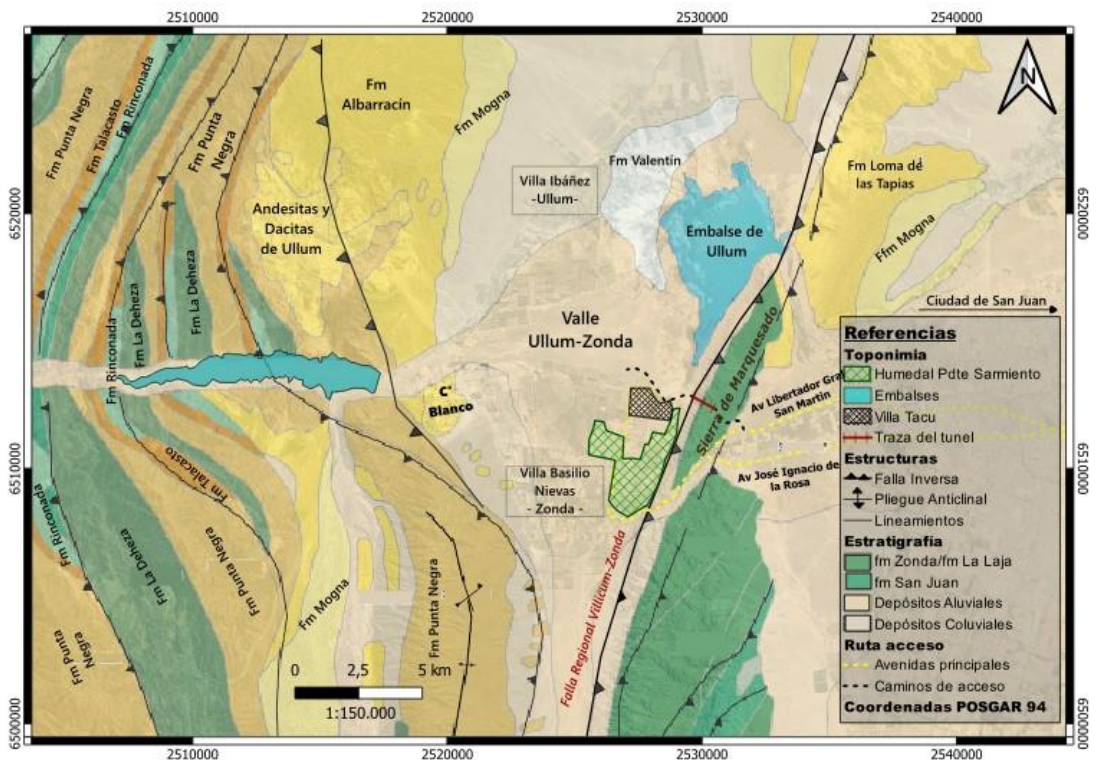 2510000
2520000
2530000
2540000
6520000
6510000
6500000
6520000
6510000
6500000
N
Fm Punta Negra
Fm Talacasto
Fm Rinconada
Fm Punta
Negra
Fm
Albarracin
Fm Mogna
Fm Valentín
Villa Ibáñez
-Ullum-
Fm Loma de
las Tapias
Andesitas y
Dacitas
de Ullum
Embalse de
Ullum
Ffm Mogna
Fm La Deheza
Fm La Deheza
Fm Rinconada
Valle
Ullum-Zonda
Ciudad de San Juan
Sierra de Marquesado
C°
Blanco
Av Libertador Gral
San Martin
Av José Ignacio de
la Rosa
Villa Basilio
Nievas
- Zonda -
Fm Talacasto
Fm Rinconada
Fm La Deheza
Fm Punta Negra
Fm Mogna
Fm Punta Negra
Fm Punta
Negra
Falla Regional Villicum-Zonda
0 2,5 5 km
1:150.000
Referencias
Toponimia
Humedal Pdte Sarmiento
Embalses
Villa Tacu
Traza del tunel
Estructuras
Falla Inversa
Pliegue Anticlinal
Lineamientos
Estratigrafía
fm Zonda/fm La Laja
fm San Juan
Depósitos Aluviales
Depósitos Coluviales
Ruta acceso
Avenidas principales
Caminos de acceso
Coordenadas POSGAR 94
2510000
2520000
2530000
2540000